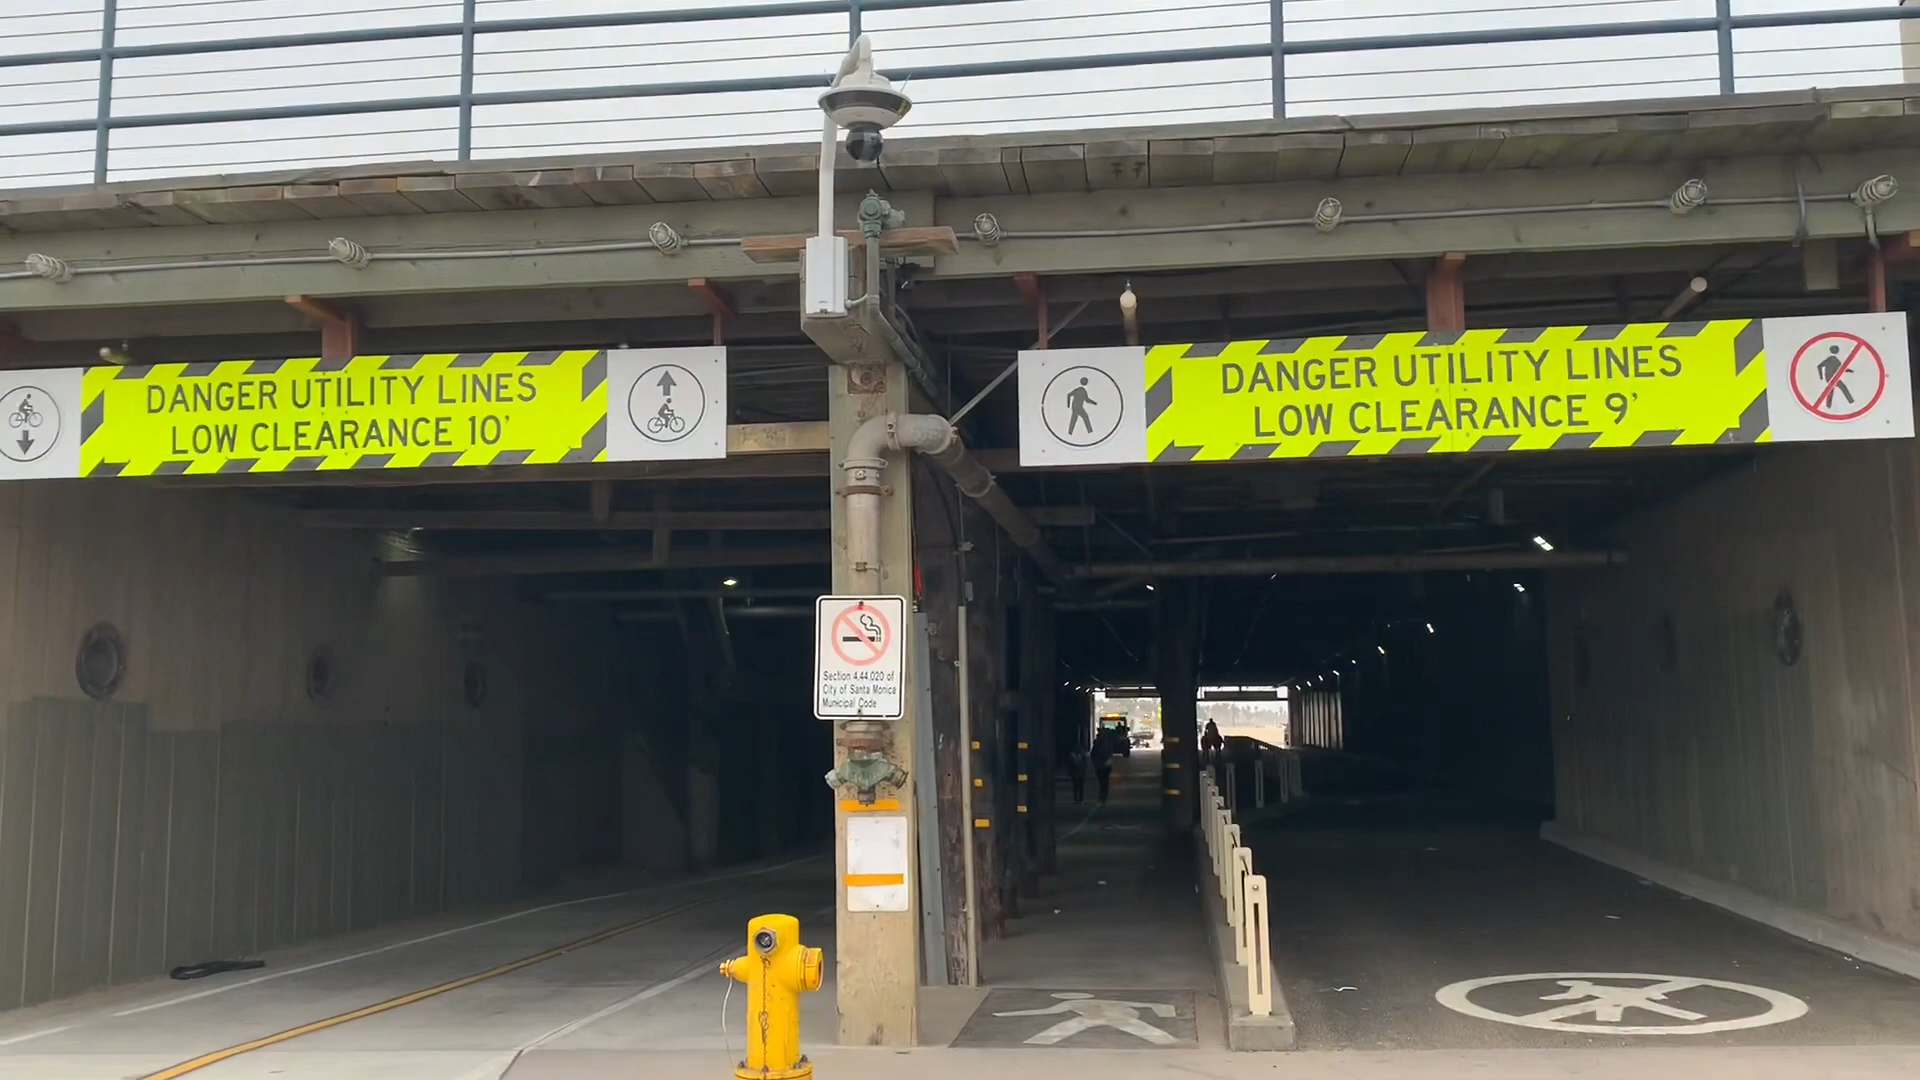 DANGER UTILITY LINES
LOW CLEARANCE 10'
DANGER UTILITY LINES
LOW CLEARANCE 9'
Section 4.44.020 of
City of Santa Monica
Municipal Code